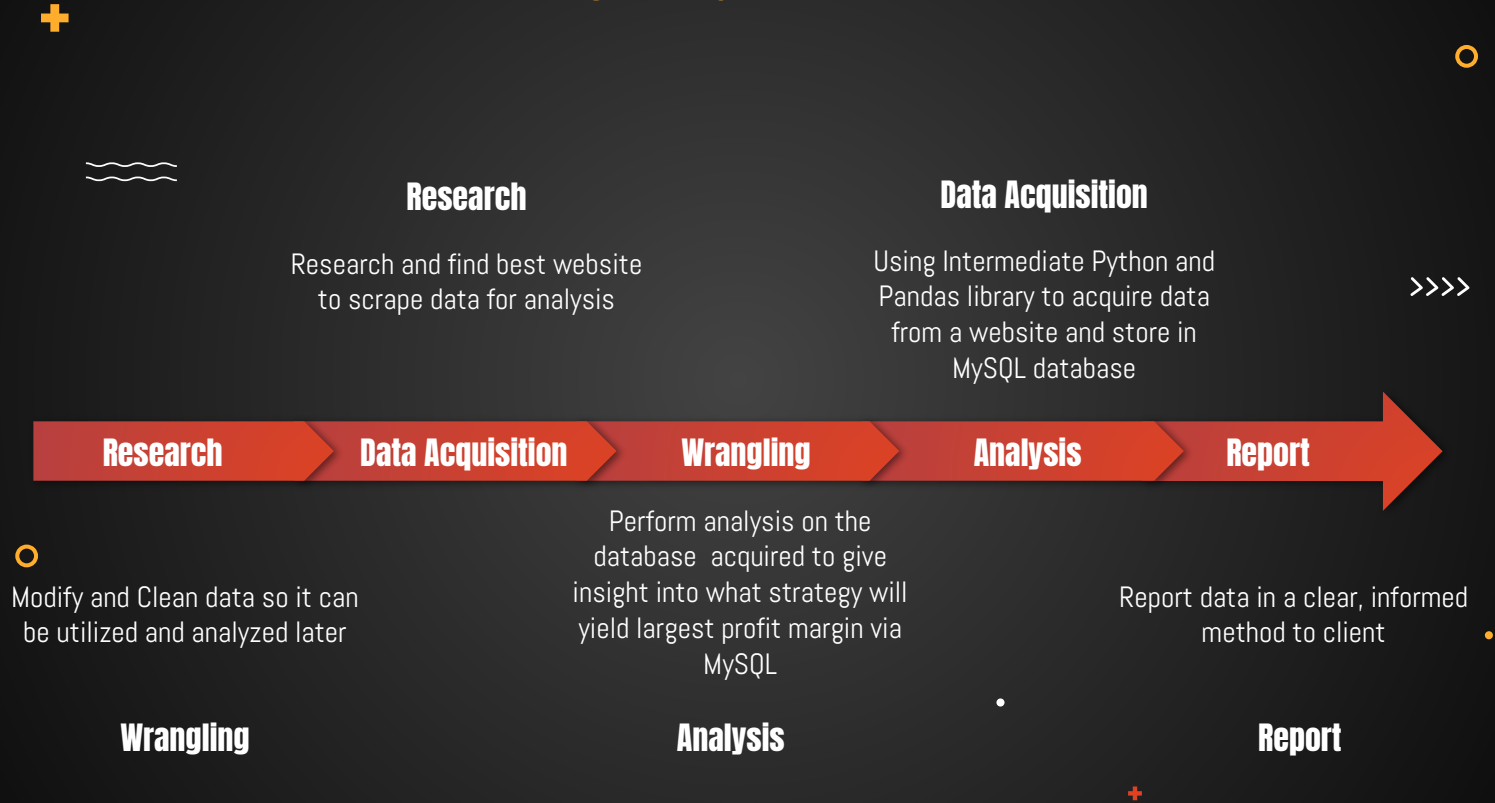 Research
Research and find best website
to scrape data for analysis
Data Acquisition
Using Intermediate Python and
Pandas library to acquire data
from a website and store in
MySQL database
Research
Data Acquisition
Wrangling
Analysis
Report
Modify and Clean data so it can
be utilized and analyzed later
Wrangling
Perform analysis on the
database  acquired to give
insight into what strategy will
yield largest profit margin via
MySQL
Analysis
Report data in a clear, informed
method to client
Report